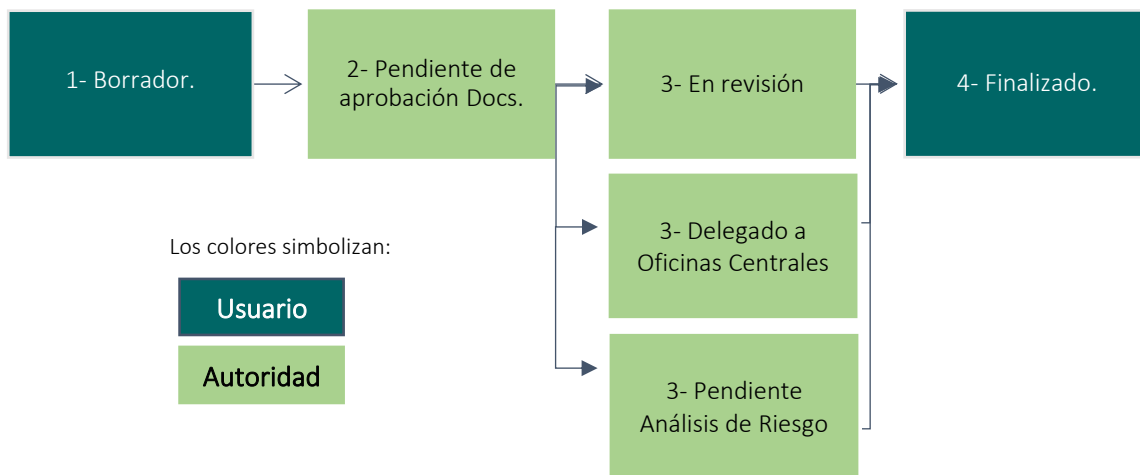 1- Borrador.
2- Pendiente de
aprobación Docs.
3- En revisión
4- Finalizado.
3- Delegado a
Oficinas Centrales
Los colores simbolizan:
Usuario
Autoridad
3- Pendiente
Análisis de Riesgo